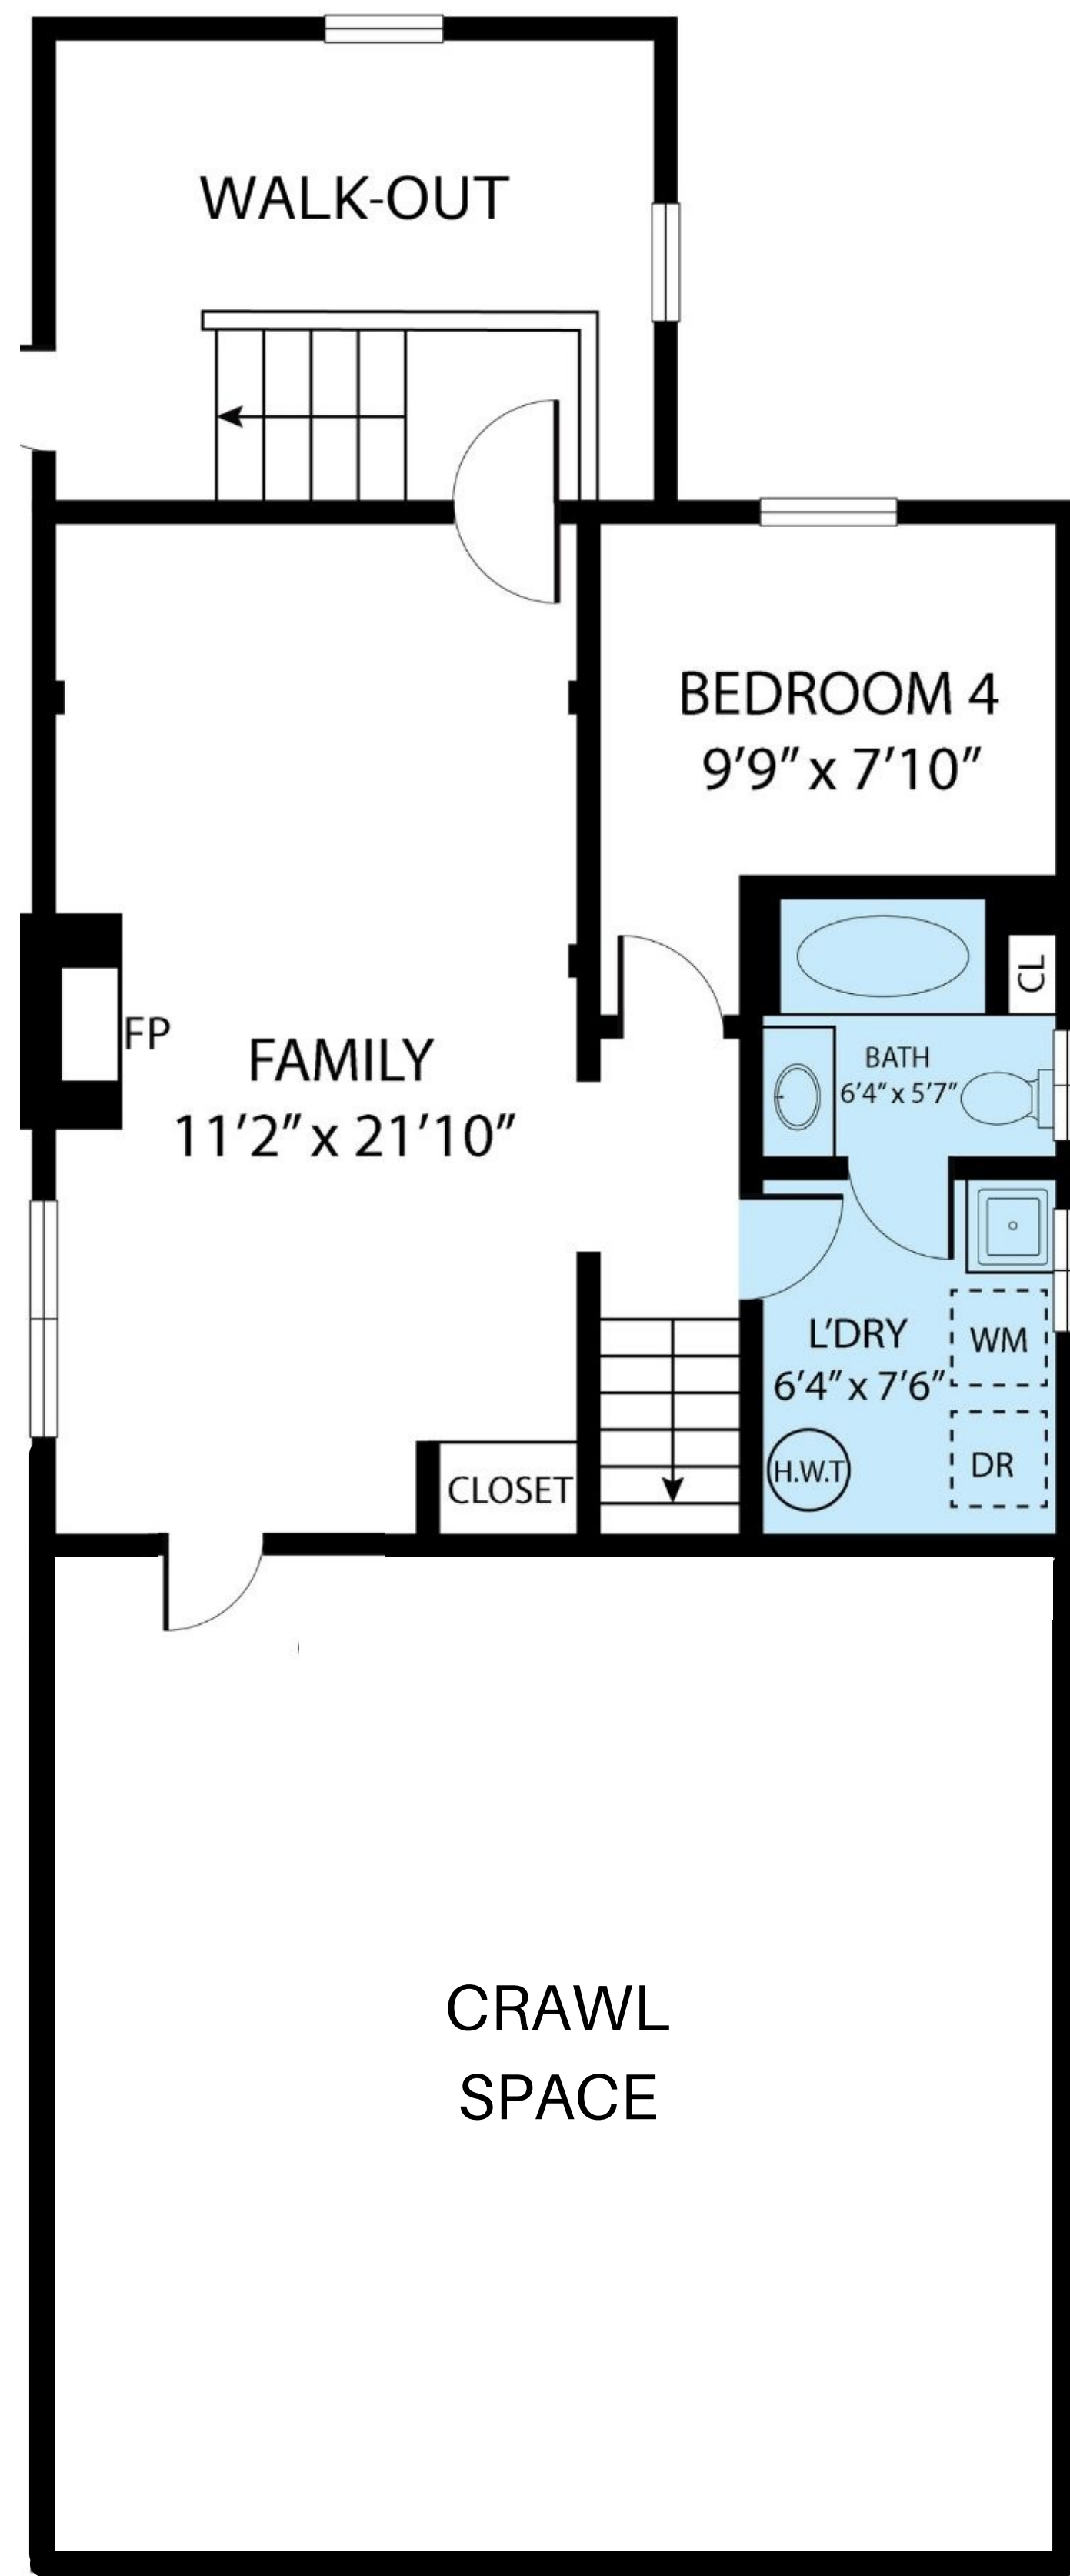 WALK-OUT
BEDROOM 4
9’9” x 7’10”
CL
FP
FAMILY
11’2” x 21’10”
BATH
6’4” x 5’7”
L’DRY
6’4” x 7’6”
WM
H.W.T
DR
CLOSET
CRAWL
SPACE